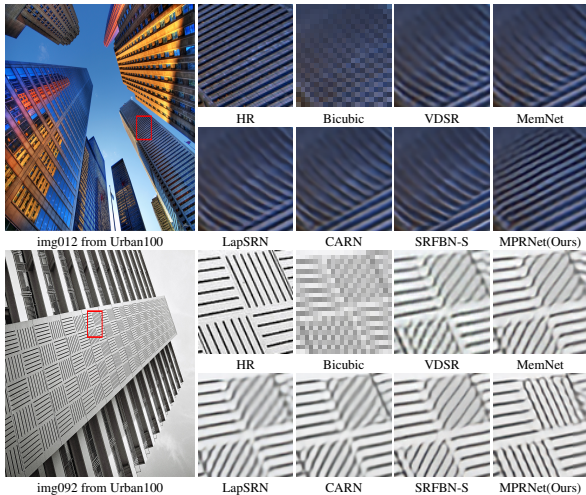 HR Bicubic VDSR MemNet
img012 from Urban100 LapSRN CARN SRFBN-S MPRNet(Ours)
HR Bicubic VDSR MemNet
img092 from Urban100 LapSRN CARN SRFBN-S MPRNet(Ours)